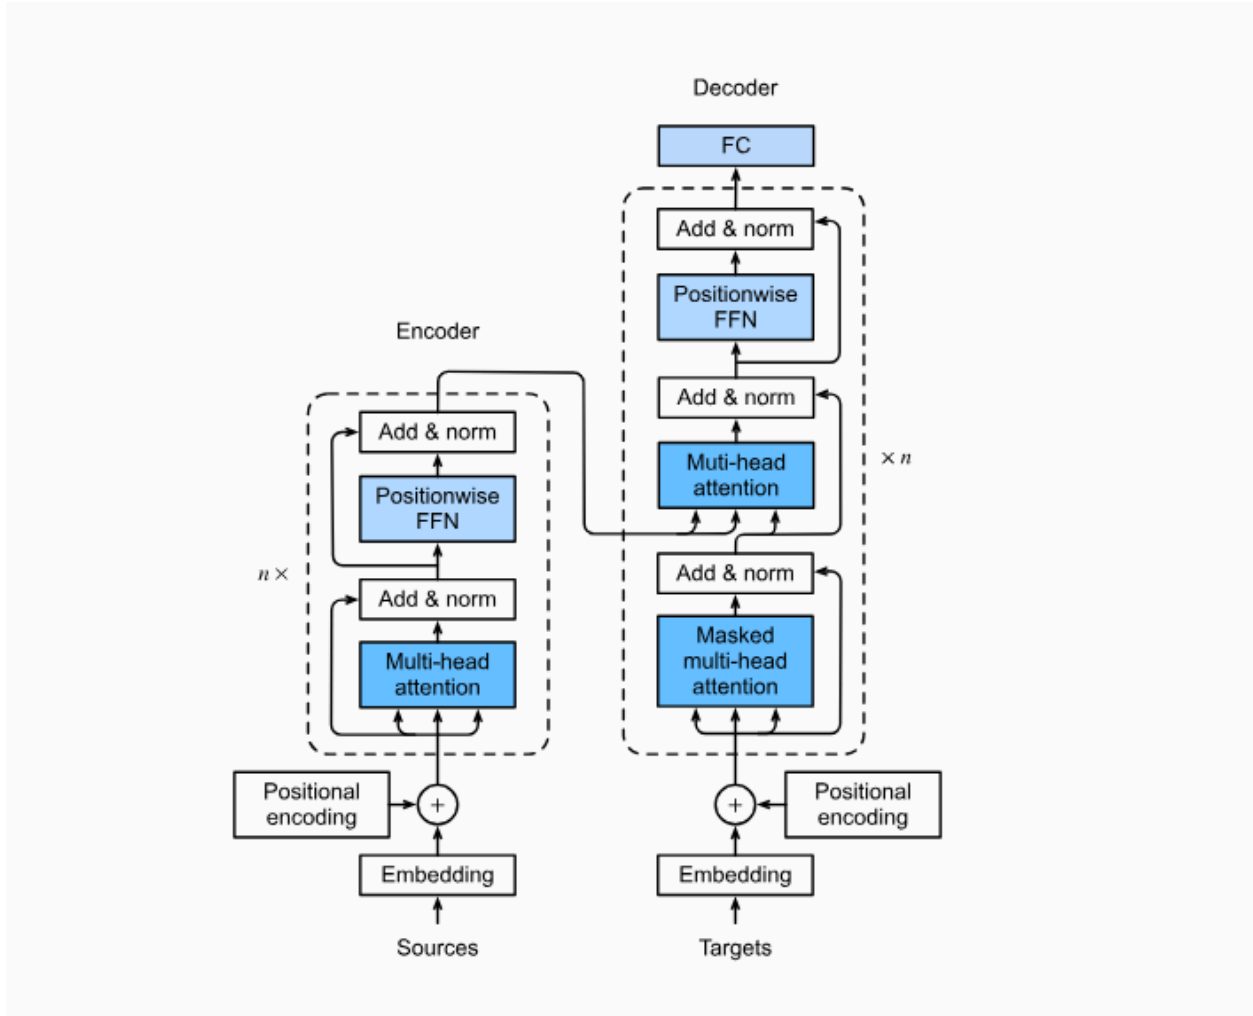 Decoder
FC
Add & norm
Positionwise
FFN
Add & norm
Muti-head
attention
× n
Add & norm
Masked
multi-head
attention
Positional
encoding
+
Embedding
Targets
Encoder
Add & norm
Positionwise
FFN
n ×
Add & norm
Multi-head
attention
Positional
encoding
+
Embedding
Sources